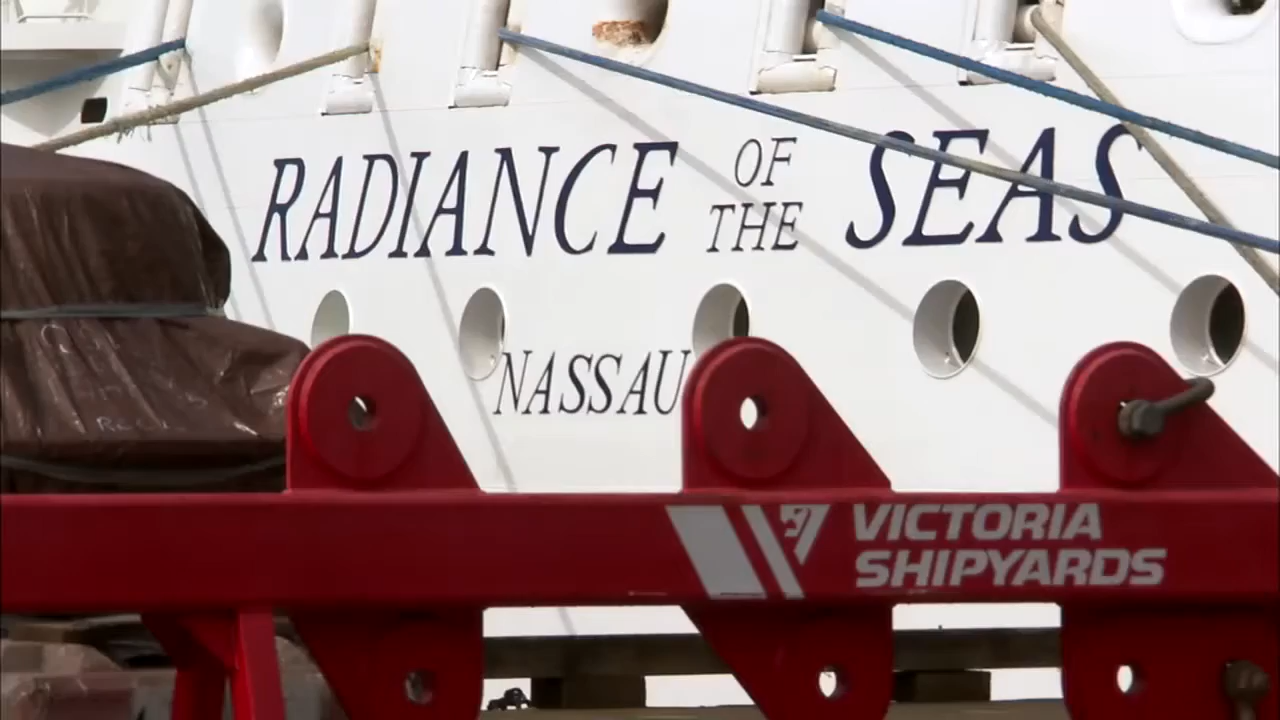 RADIANCE OF THE SEAS
NASSAU
VICTORIA
SHIPYARDS